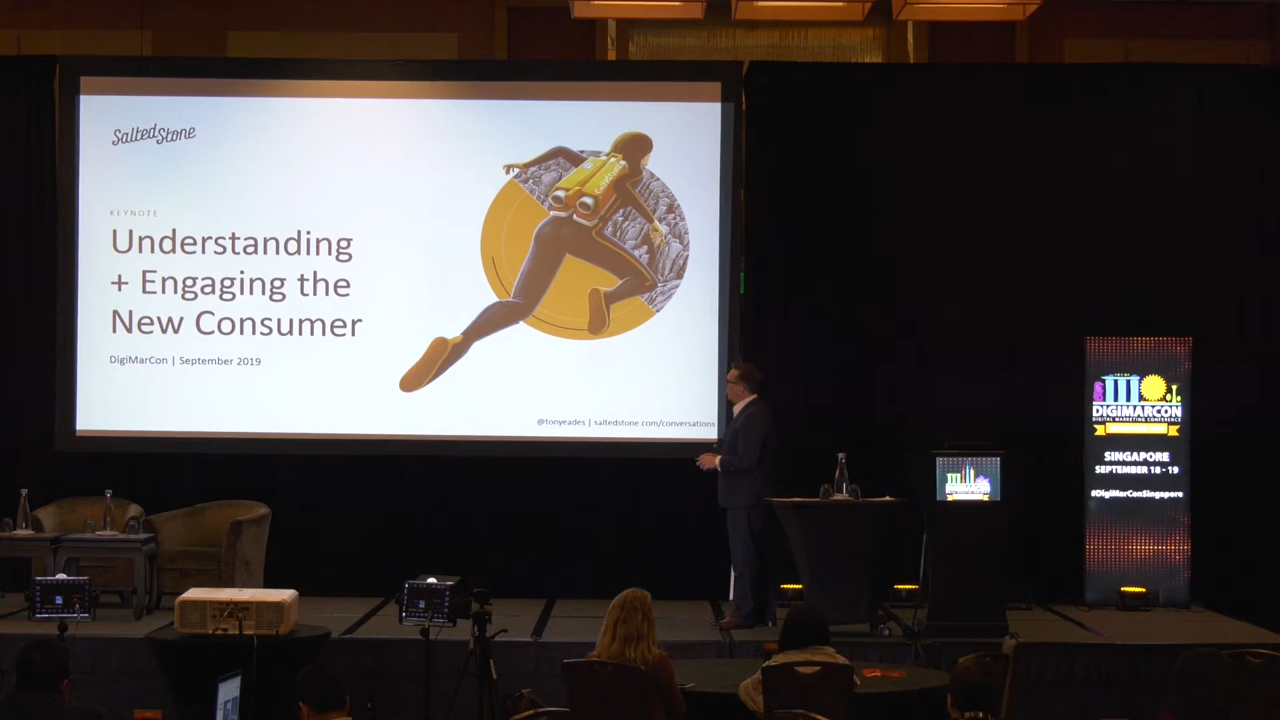 Salted Stone
KEYNOTE
Understanding
+ Engaging the
New Consumer
DigiMarCon | September 2019
@tonyeades | saltedstone.com/conversations
DIGIMARCON
DIGITAL MARKETING CONFERENCE
SINGAPORE
SEPTEMBER 18 - 19
#DigiMarConSingapore